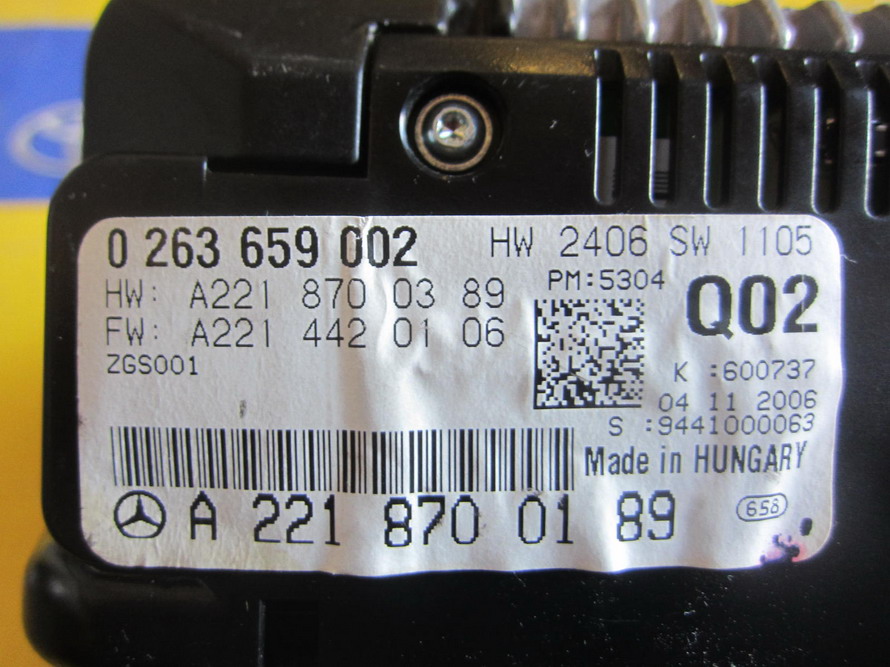 0 263 659 002 HW 2406 SW 1105
HW: A221 870 03 89 PM:5304 Q02
FW: A221 442 01 06
ZGS001 K :600737
04 11 2006
S :9441000063
Made in HUNGARY
A 221 870 01 89 658